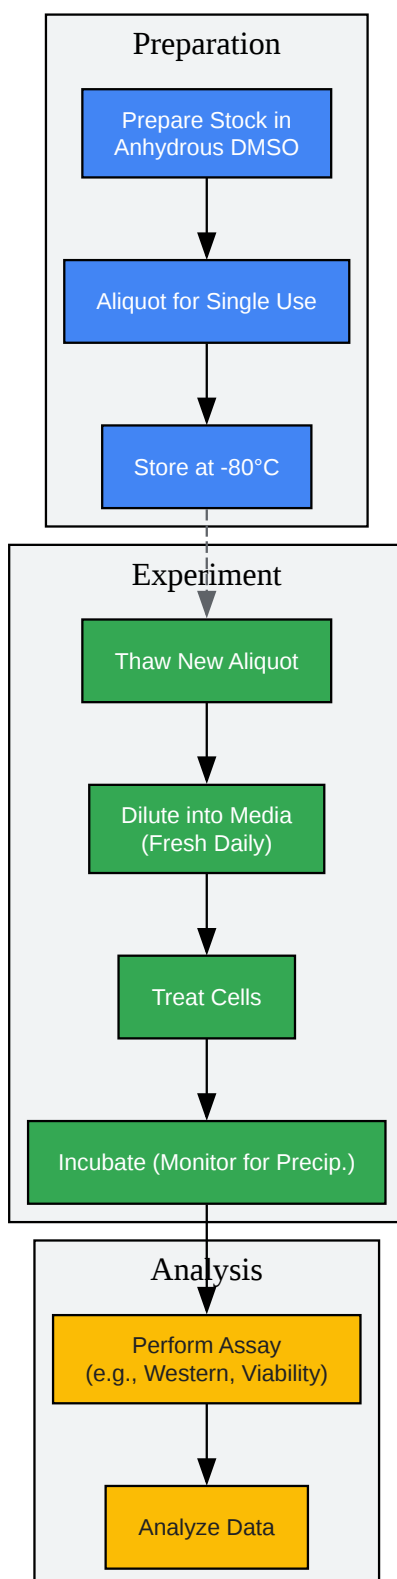 Preparation
Prepare Stock in
Anhydrous DMSO
Aliquot for Single Use
Store at -80°C
Experiment
Thaw New Aliquot
Dilute into Media
(Fresh Daily)
Treat Cells
Incubate (Monitor for Precip.)
Analysis
Perform Assay
(e.g., Western, Viability)
Analyze Data